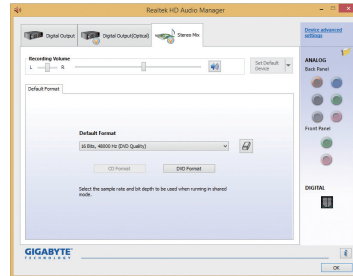 Realtek HD Audio Manager
Digital Output
Digital Output(Optical)
Stereo Mix
Device advanced settings
Recording Volume
L
R
Set Default Device
ANALOG
Back Panel
Default Format
Default Format
16 Bits, 48000 Hz (DVD Quality)
CD Format
DVD Format
Select the sample rate and bit depth to be used when running in shared
mode.
Front Panel
DIGITAL
GIGABYTE
TECHNOLOGY
i
OK